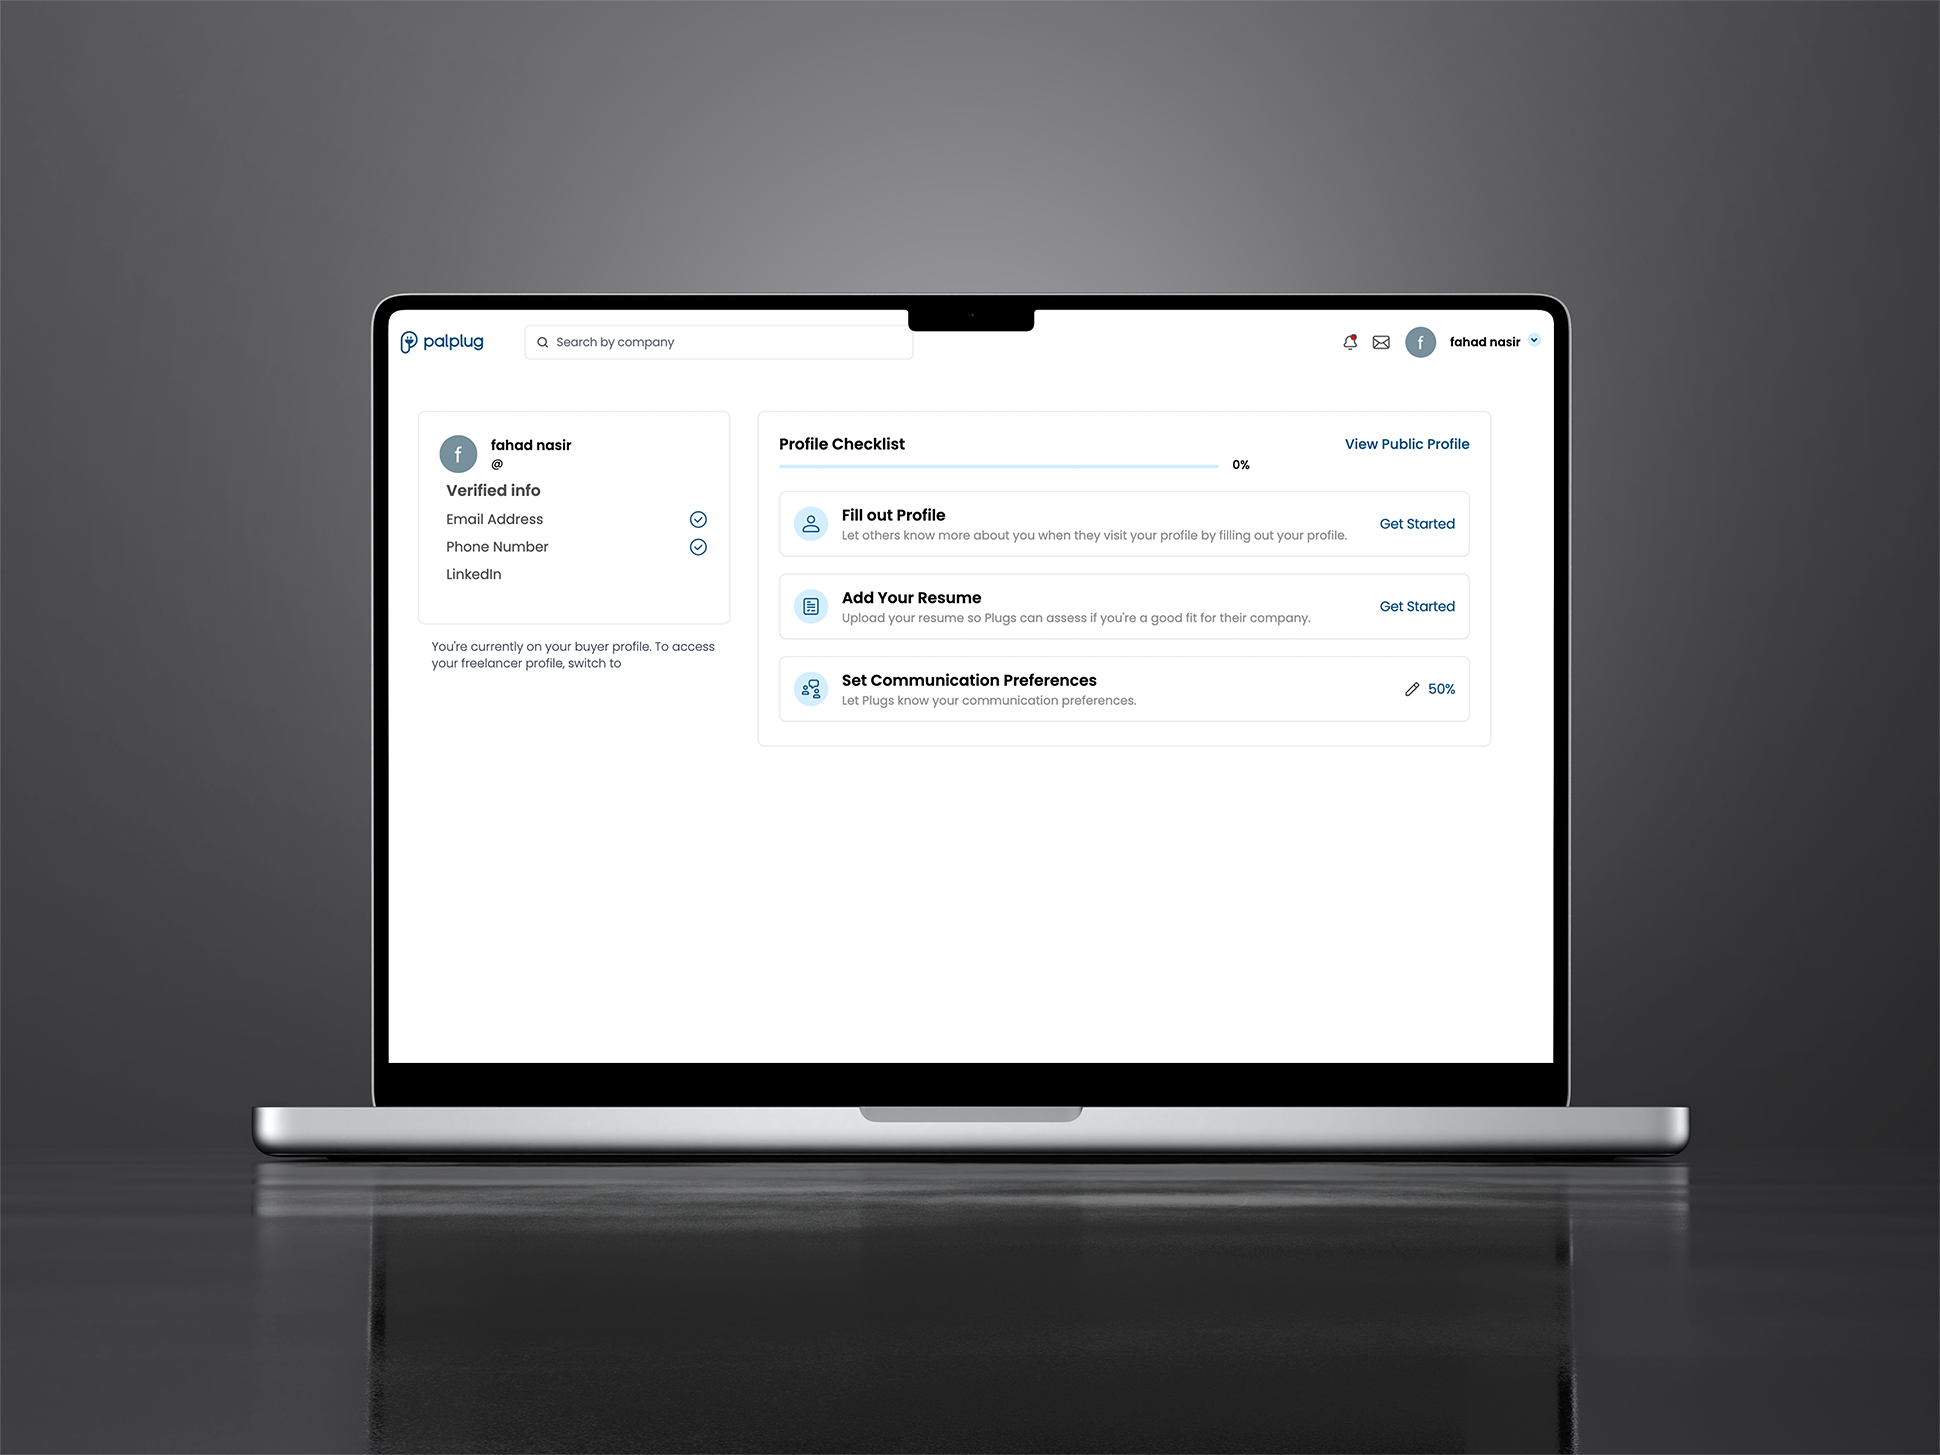 palplug
Search by company
f
fahad nasir
f
fahad nasir
@
Verified info
Email Address
Phone Number
LinkedIn
You're currently on your buyer profile. To access
your freelancer profile, switch to
Profile Checklist
View Public Profile
0%
Fill out Profile
Let others know more about you when they visit your profile by filling out your profile.
Get Started
Add Your Resume
Upload your resume so Plugs can assess if you're a good fit for their company.
Get Started
Set Communication Preferences
Let Plugs know your communication preferences.
50%